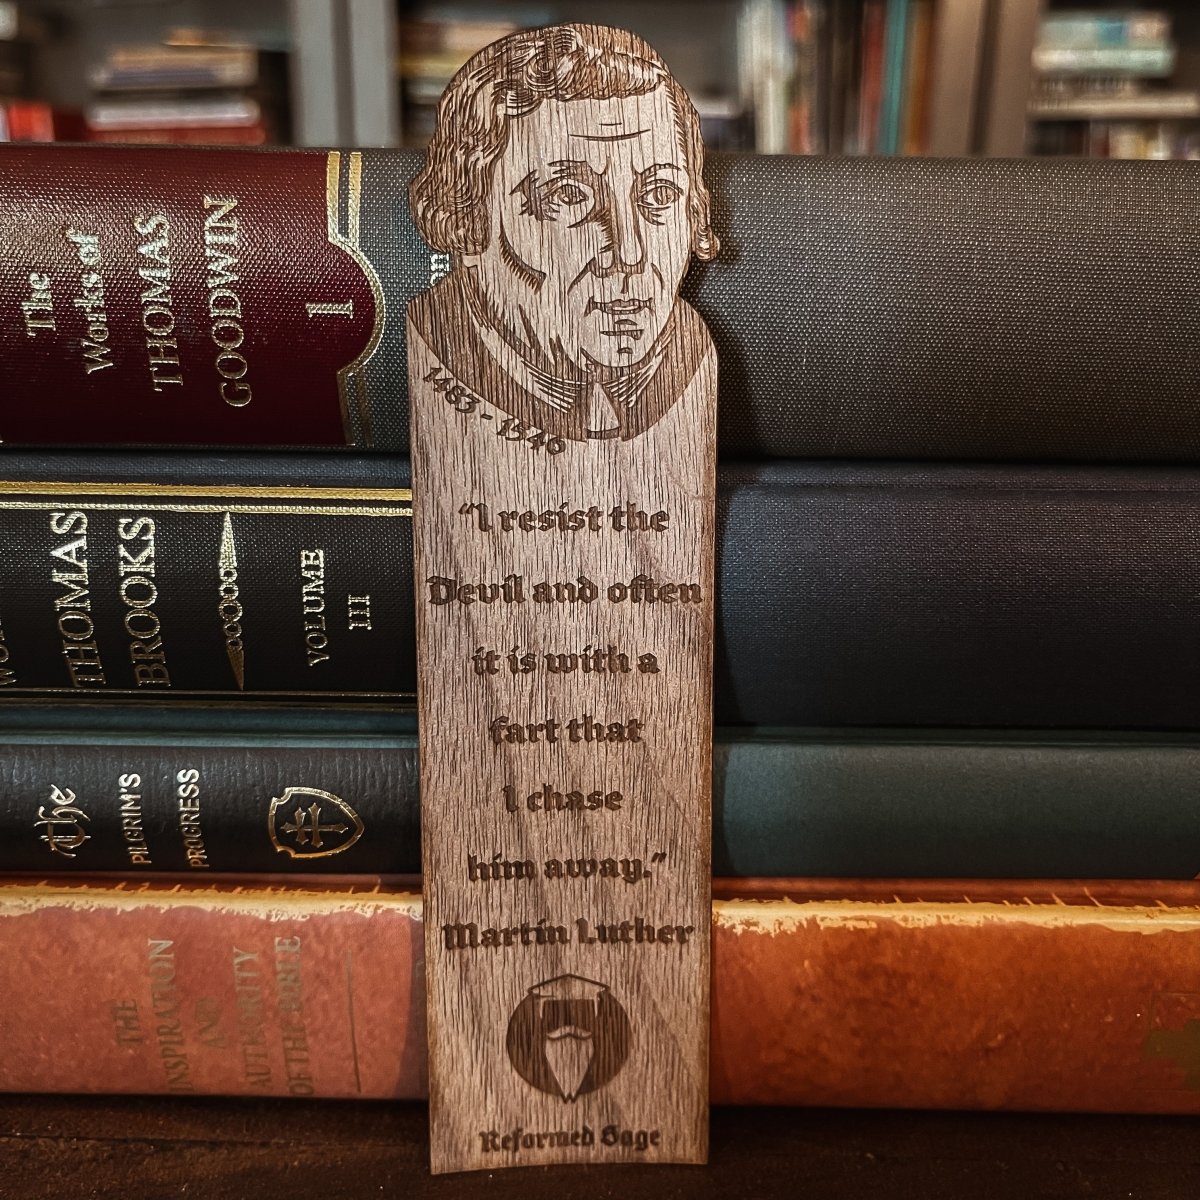 The
Works of
THOMAS
GOODWIN
I
1483 - 1546
"I resist the
Devil and often
it is with a
fart that
I chase
him away."
Martin Luther
Reformed Sage
THOMAS
BROOKS
VOLUME
III
The
PILGRIM'S
PROGRESS
THE
INSPIRATION
AND
AUTHORITY
OF THE BIBLE